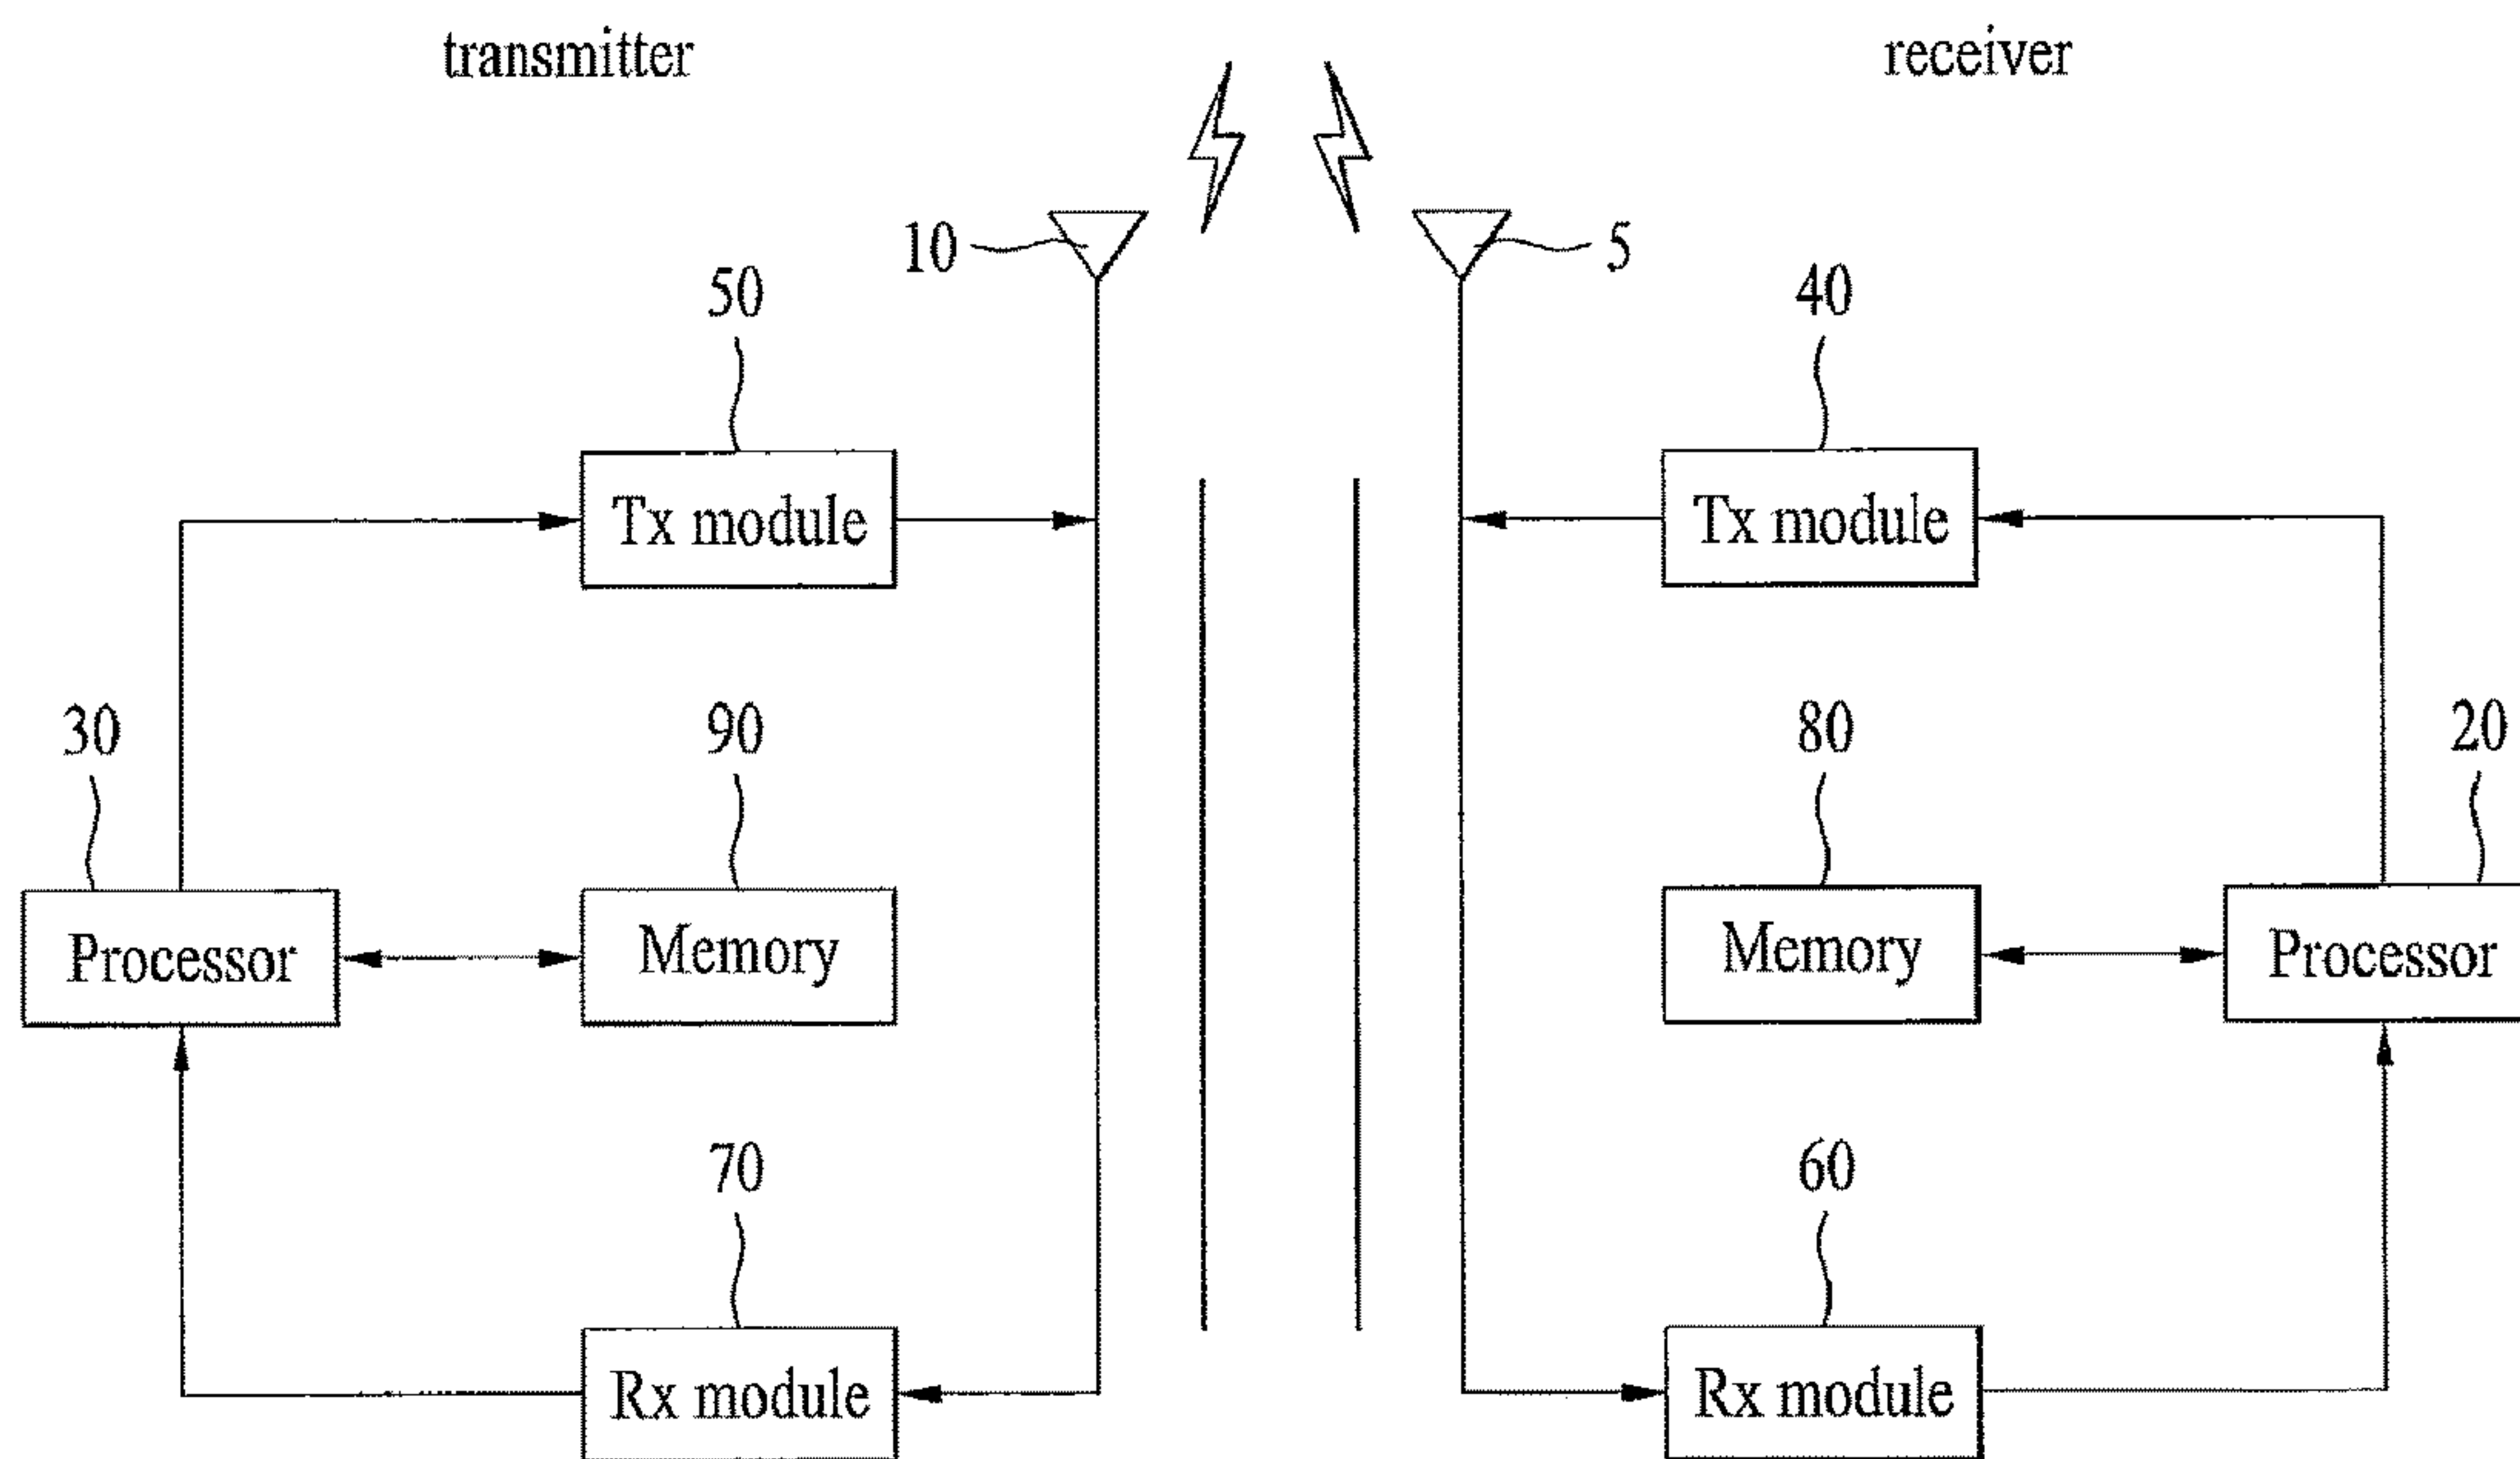 transmitter
receiver
10
5
50
40
Tx module
Tx module
30
90
80
20
Processor
Memory
Memory
Processor
70
60
Rx module
Rx module